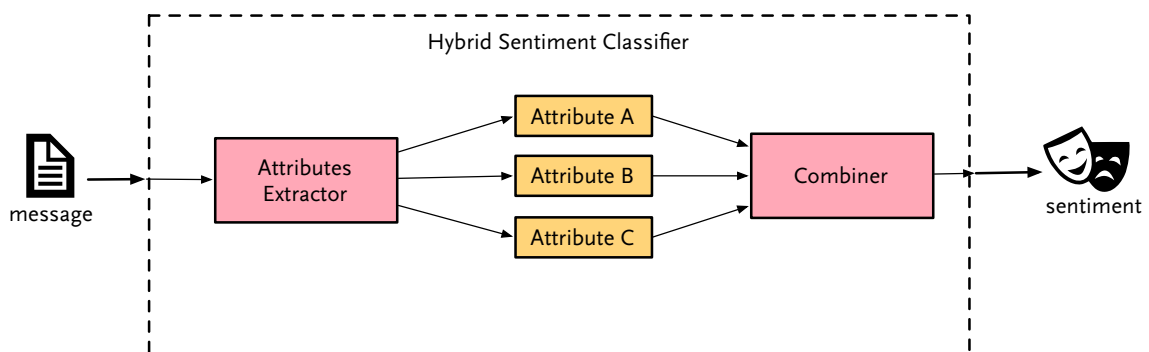 Hybrid Sentiment Classifier
message
Attributes
Extractor
Attribute A
Attribute B
Attribute C
Combiner
sentiment